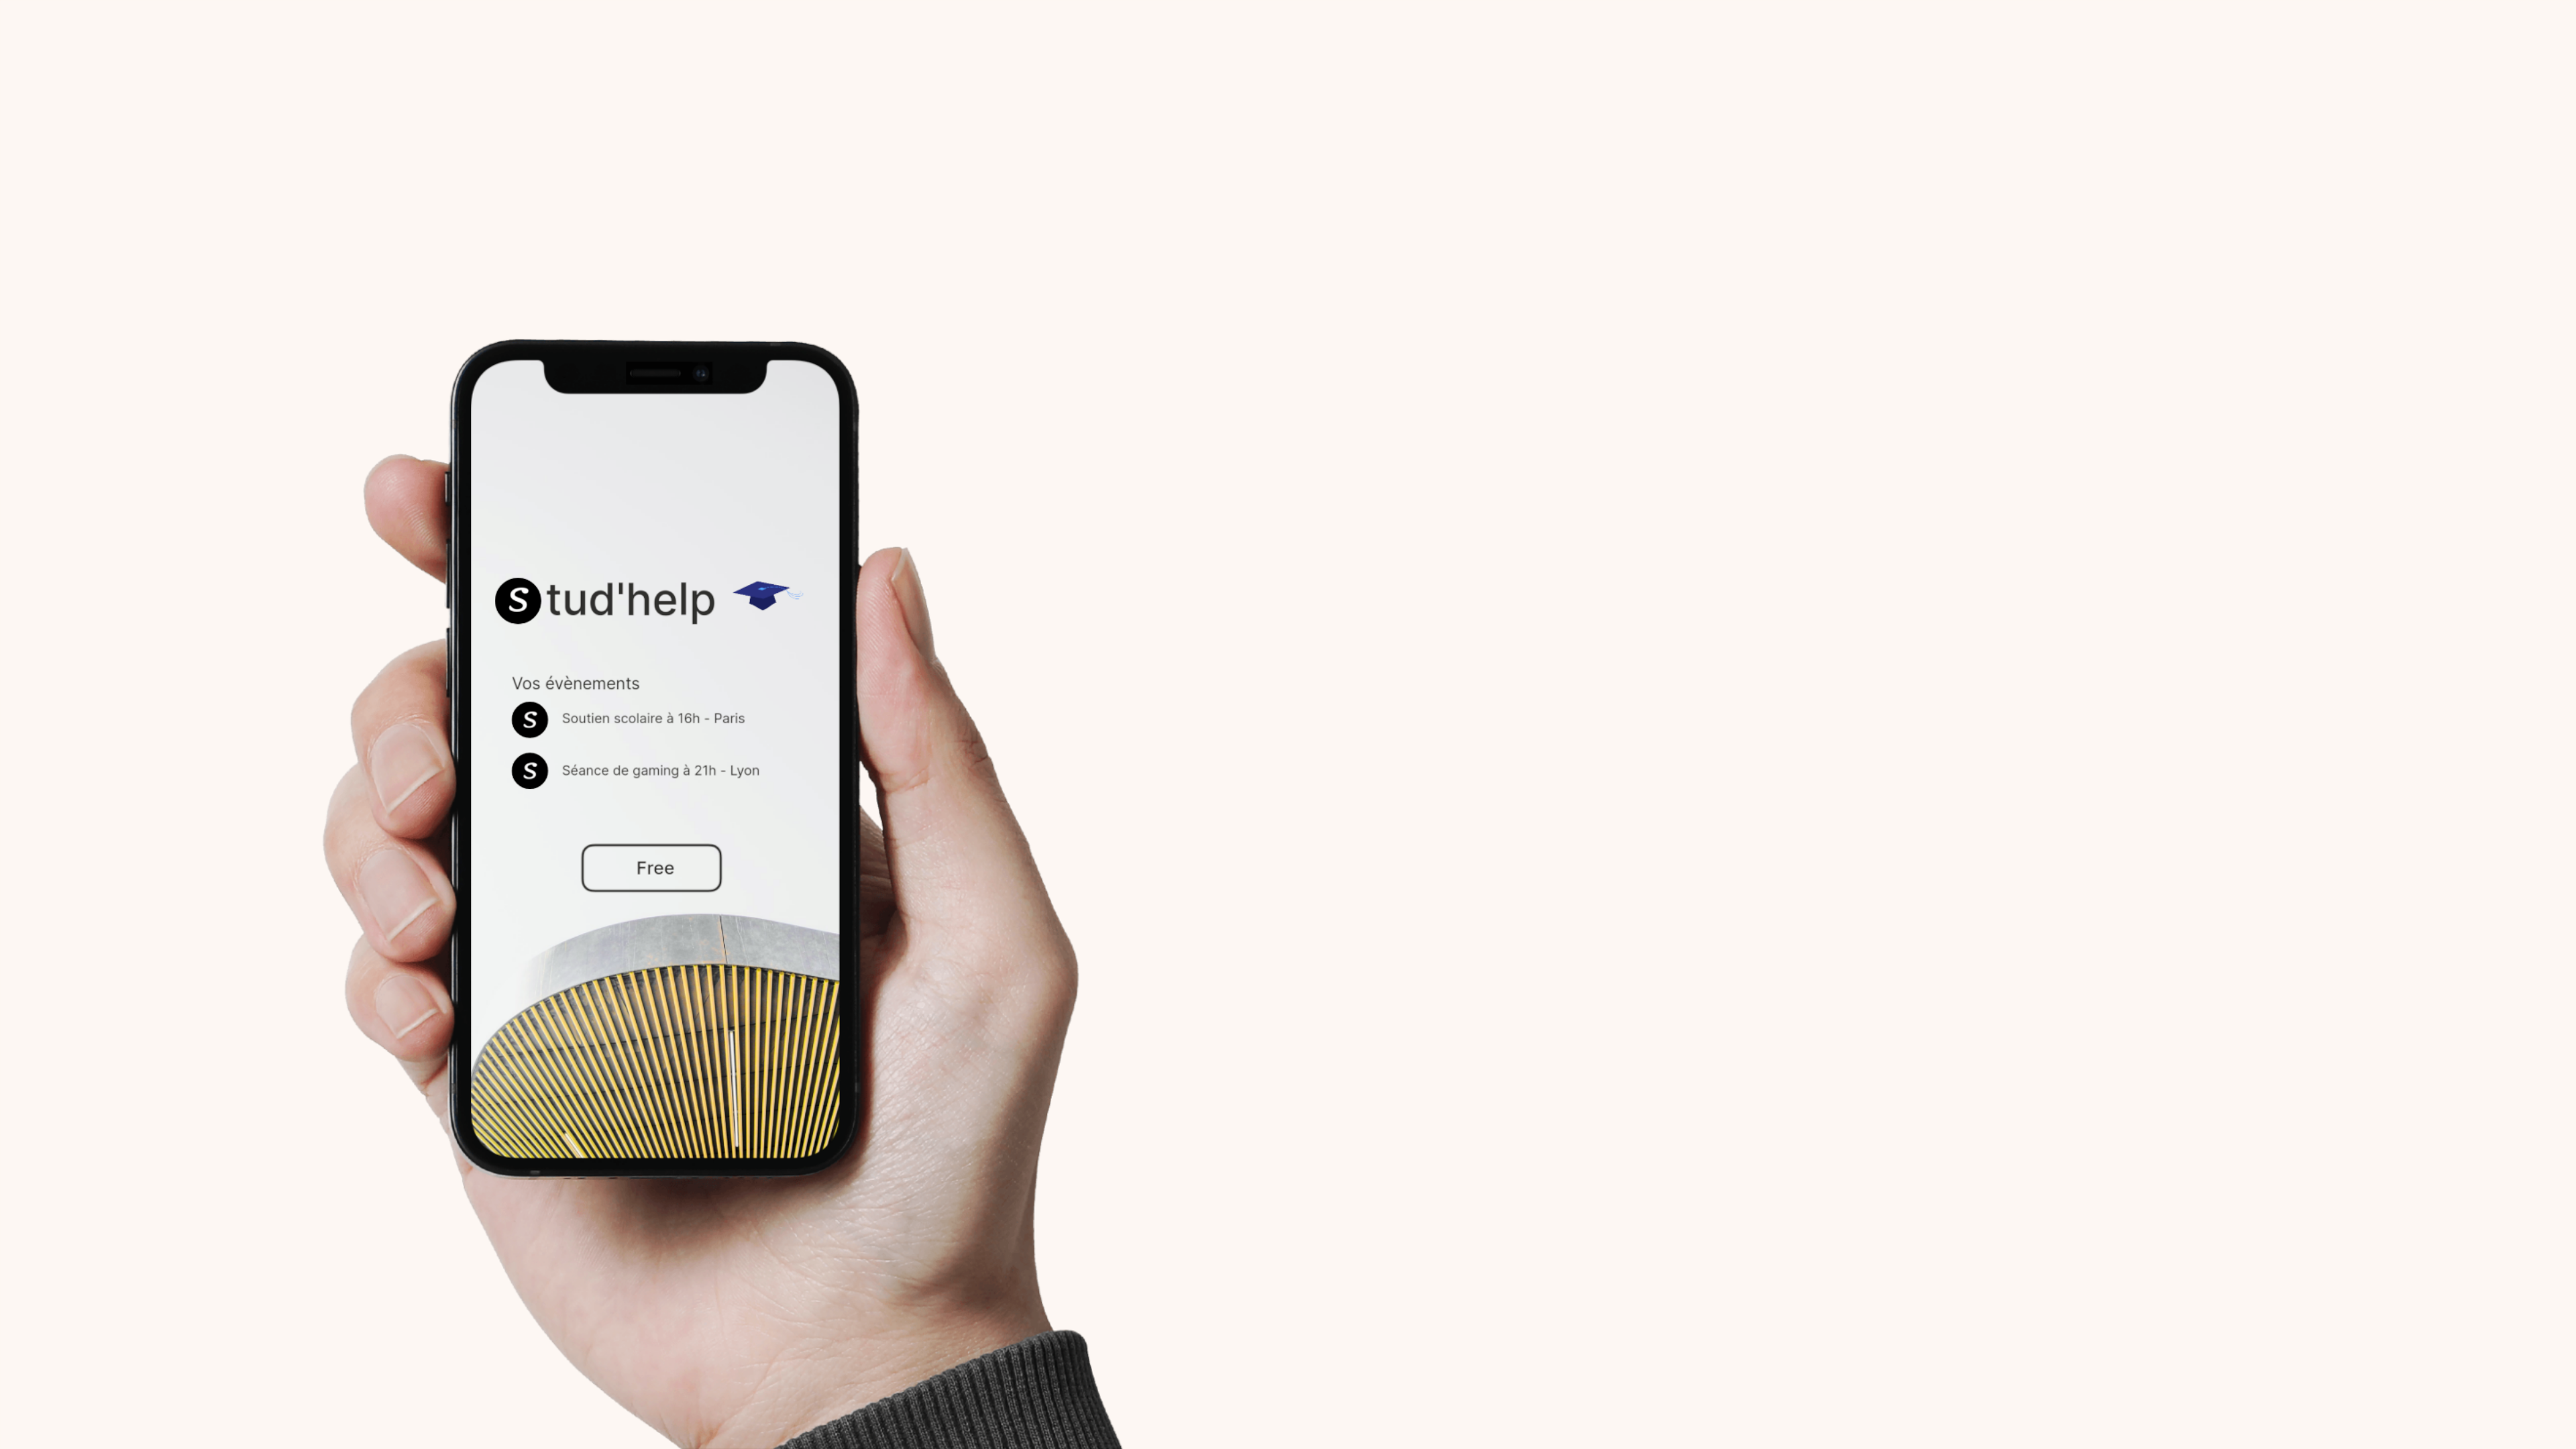 Stud'help
Vos évènements
S Soutien scolaire à 16h - Paris
S Séance de gaming à 21h - Lyon
Free